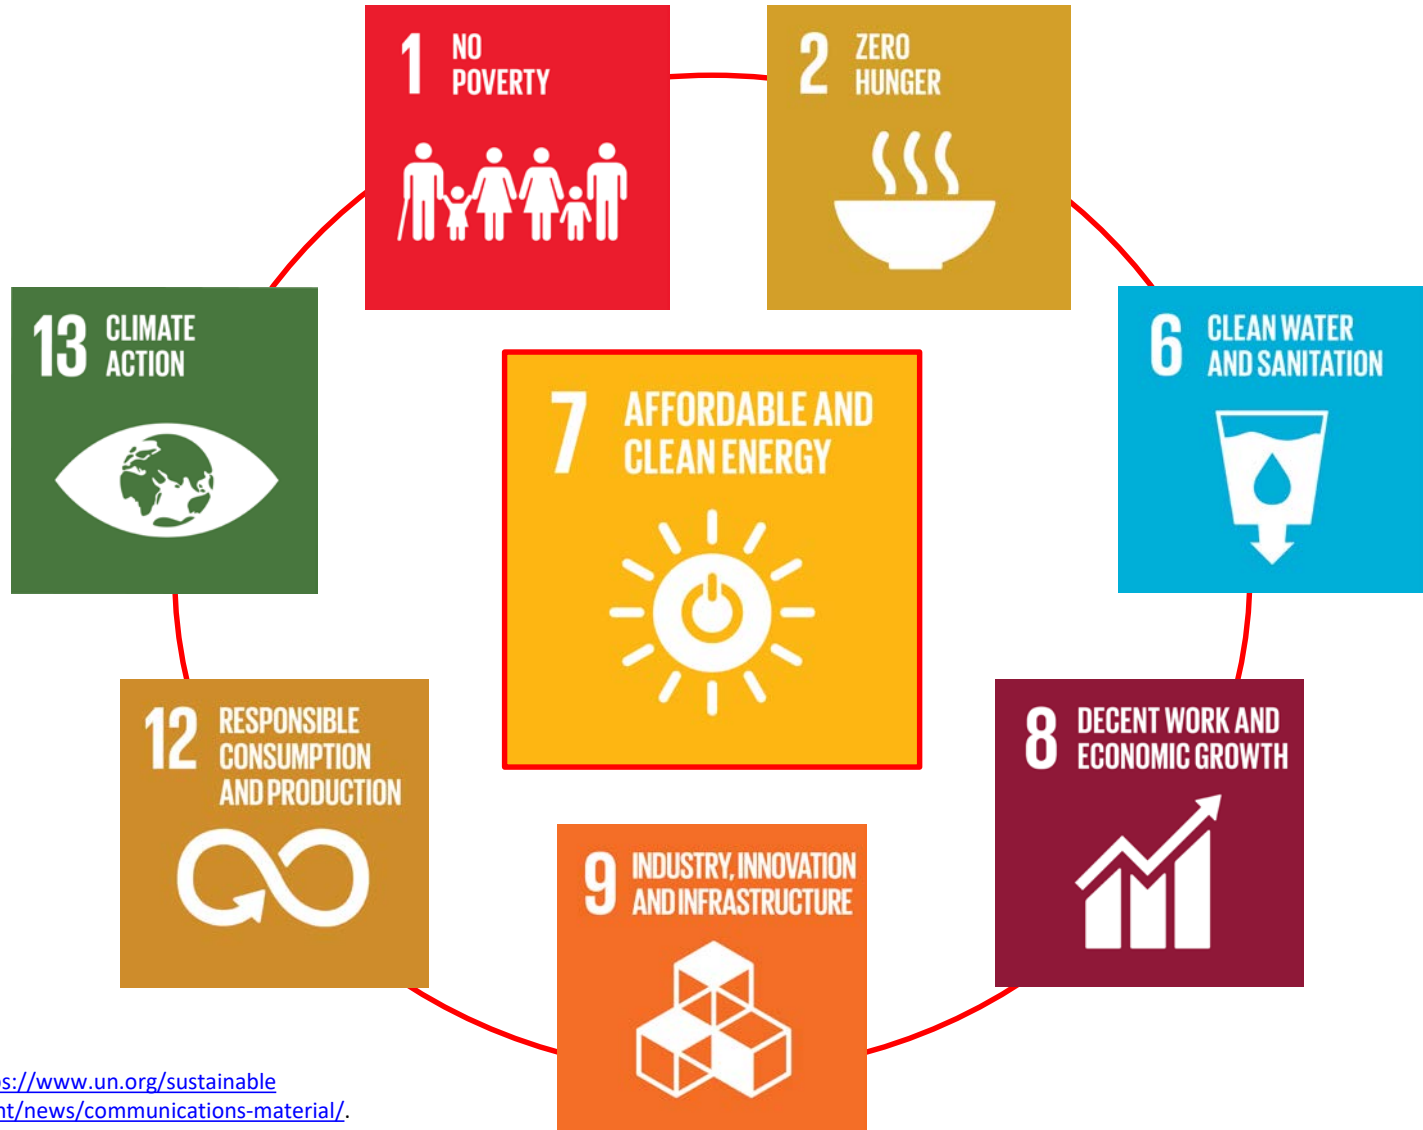 1 NO
POVERTY
2 ZERO
HUNGER
13 CLIMATE
ACTION
6 CLEAN WATER
AND SANITATION
7 AFFORDABLE AND
CLEAN ENERGY
12 RESPONSIBLE
CONSUMPTION
AND PRODUCTION
8 DECENT WORK AND
ECONOMIC GROWTH
9 INDUSTRY, INNOVATION
AND INFRASTRUCTURE
ps://www.un.org/sustainable
nt/news/communications-material/.